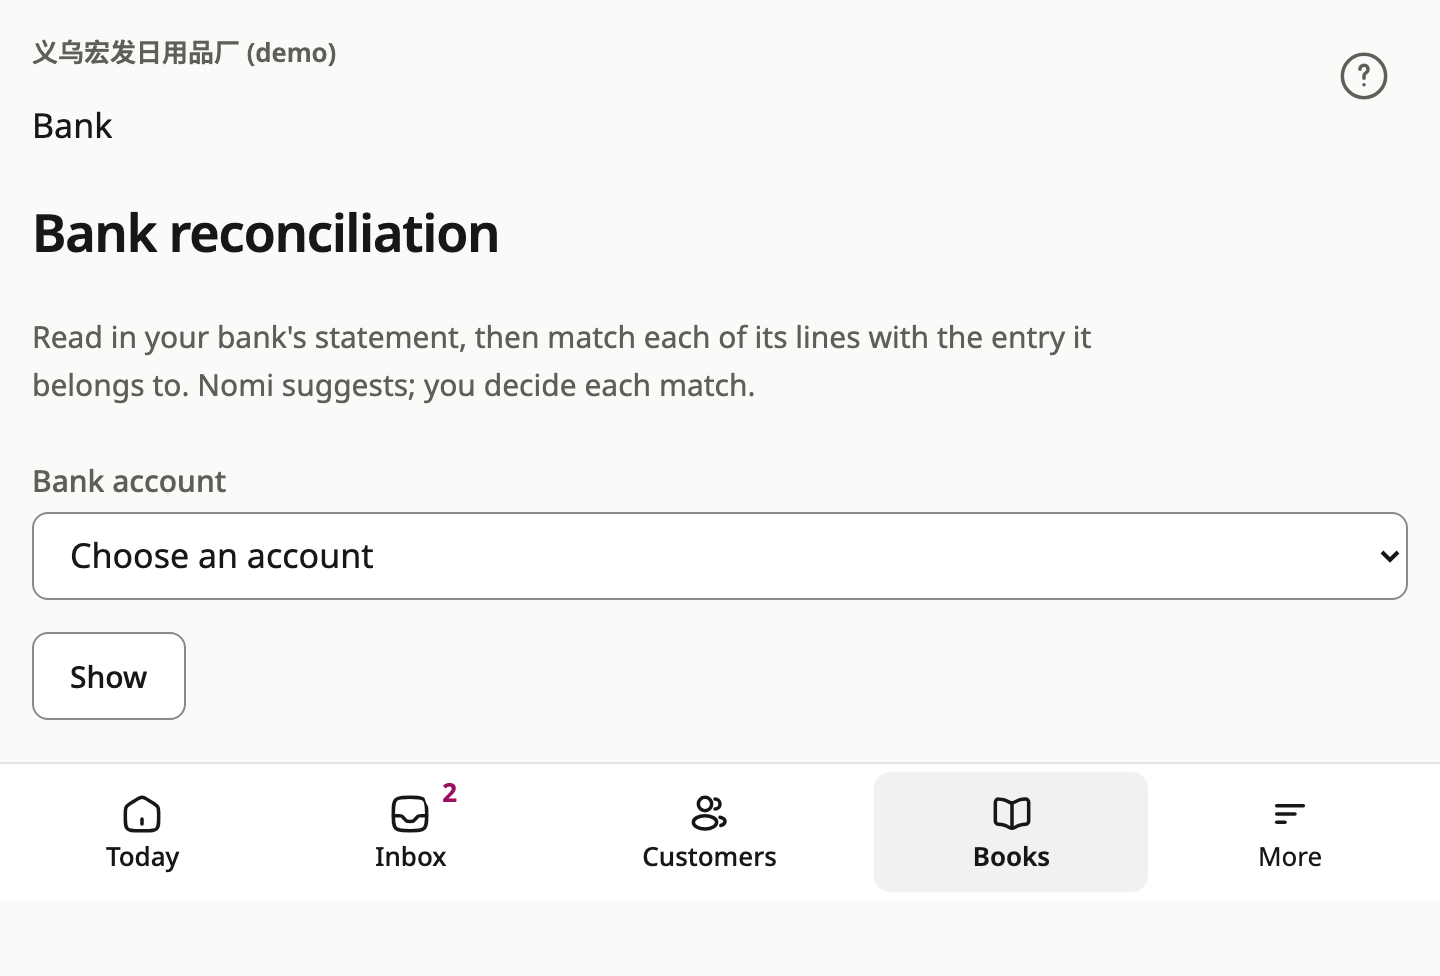 义乌宏发日用品厂 (demo)
?
Bank
Bank reconciliation
Read in your bank's statement, then match each of its lines with the entry it
belongs to. Nomi suggests; you decide each match.
Bank account
Choose an account
Show
2
Today
Inbox
Customers
Books
More